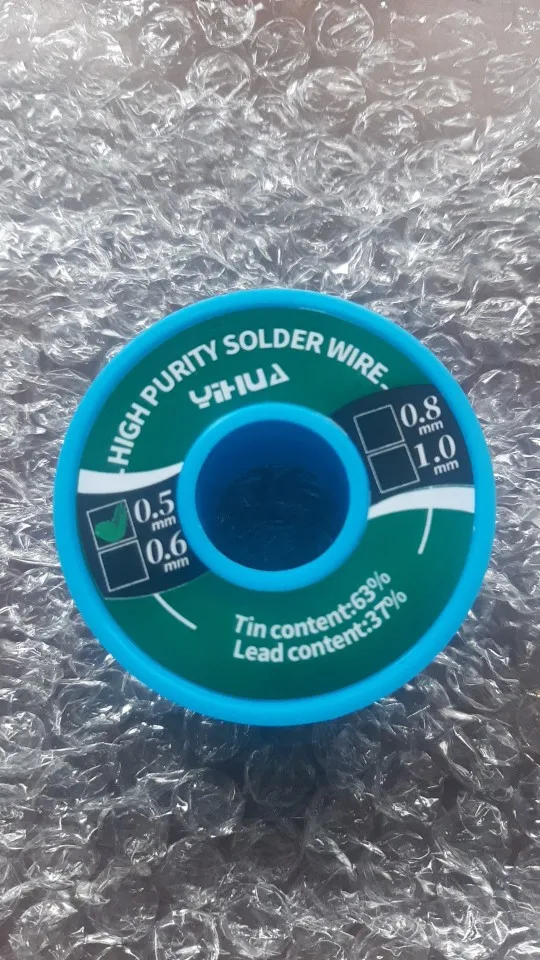 HIGH PURITY SOLDER WIRE
YiHUA
0.8
mm
1.0
mm
0.5
mm
0.6
mm
Tin content:63%
Lead content:37%